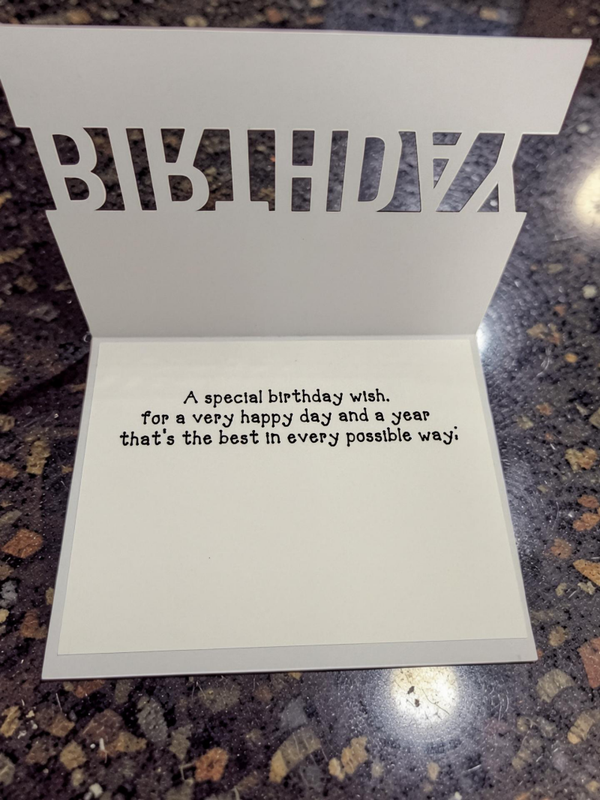 BIRTHDAY
A special birthday wish.
for a very happy day and a year
that's the best in every possible way;